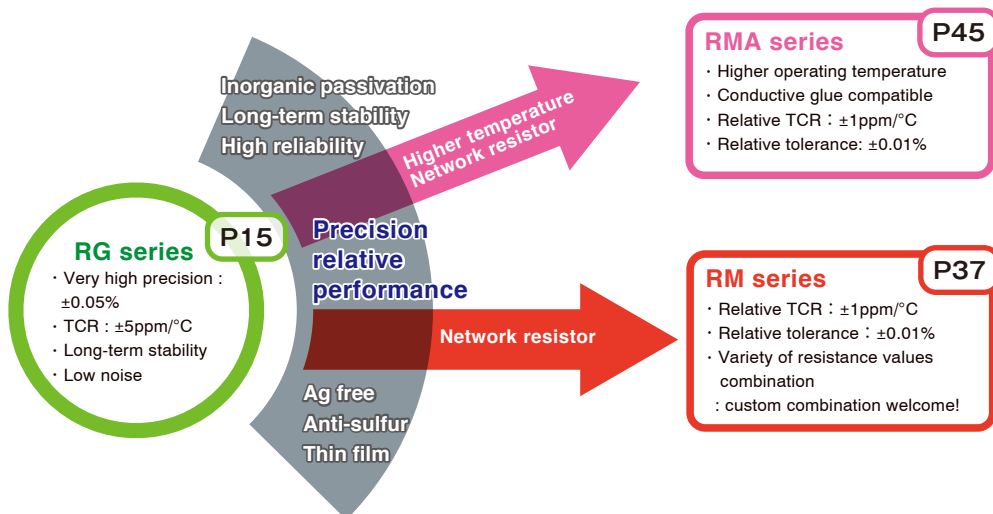 RG series
P15
· Very high precision :
±0.05%
· TCR : ±5ppm/°C
· Long-term stability
· Low noise
Inorganic passivation
Long-term stability
High reliability
Precision
relative
performance
Ag free
Anti-sulfur
Thin film
Higher temperature
Network resistor
Network resistor
RMA series
P45
· Higher operating temperature
· Conductive glue compatible
· Relative TCR : ±1ppm/°C
· Relative tolerance: ±0.01%
RM series
P37
· Relative TCR : ±1ppm/°C
· Relative tolerance : ±0.01%
· Variety of resistance values
combination
: custom combination welcome!